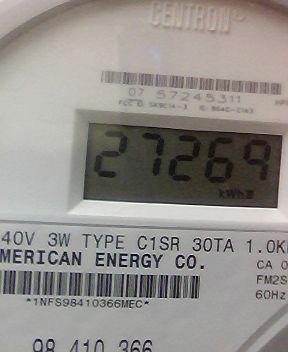 CENTRON®
07 57245311
27269
kWh
40V 3W TYPE C1SR 30TA 1.0K
MERICAN ENERGY CO. CA 0
FM2S
*1NFS98410366MEC* 60Hz
98 410 366